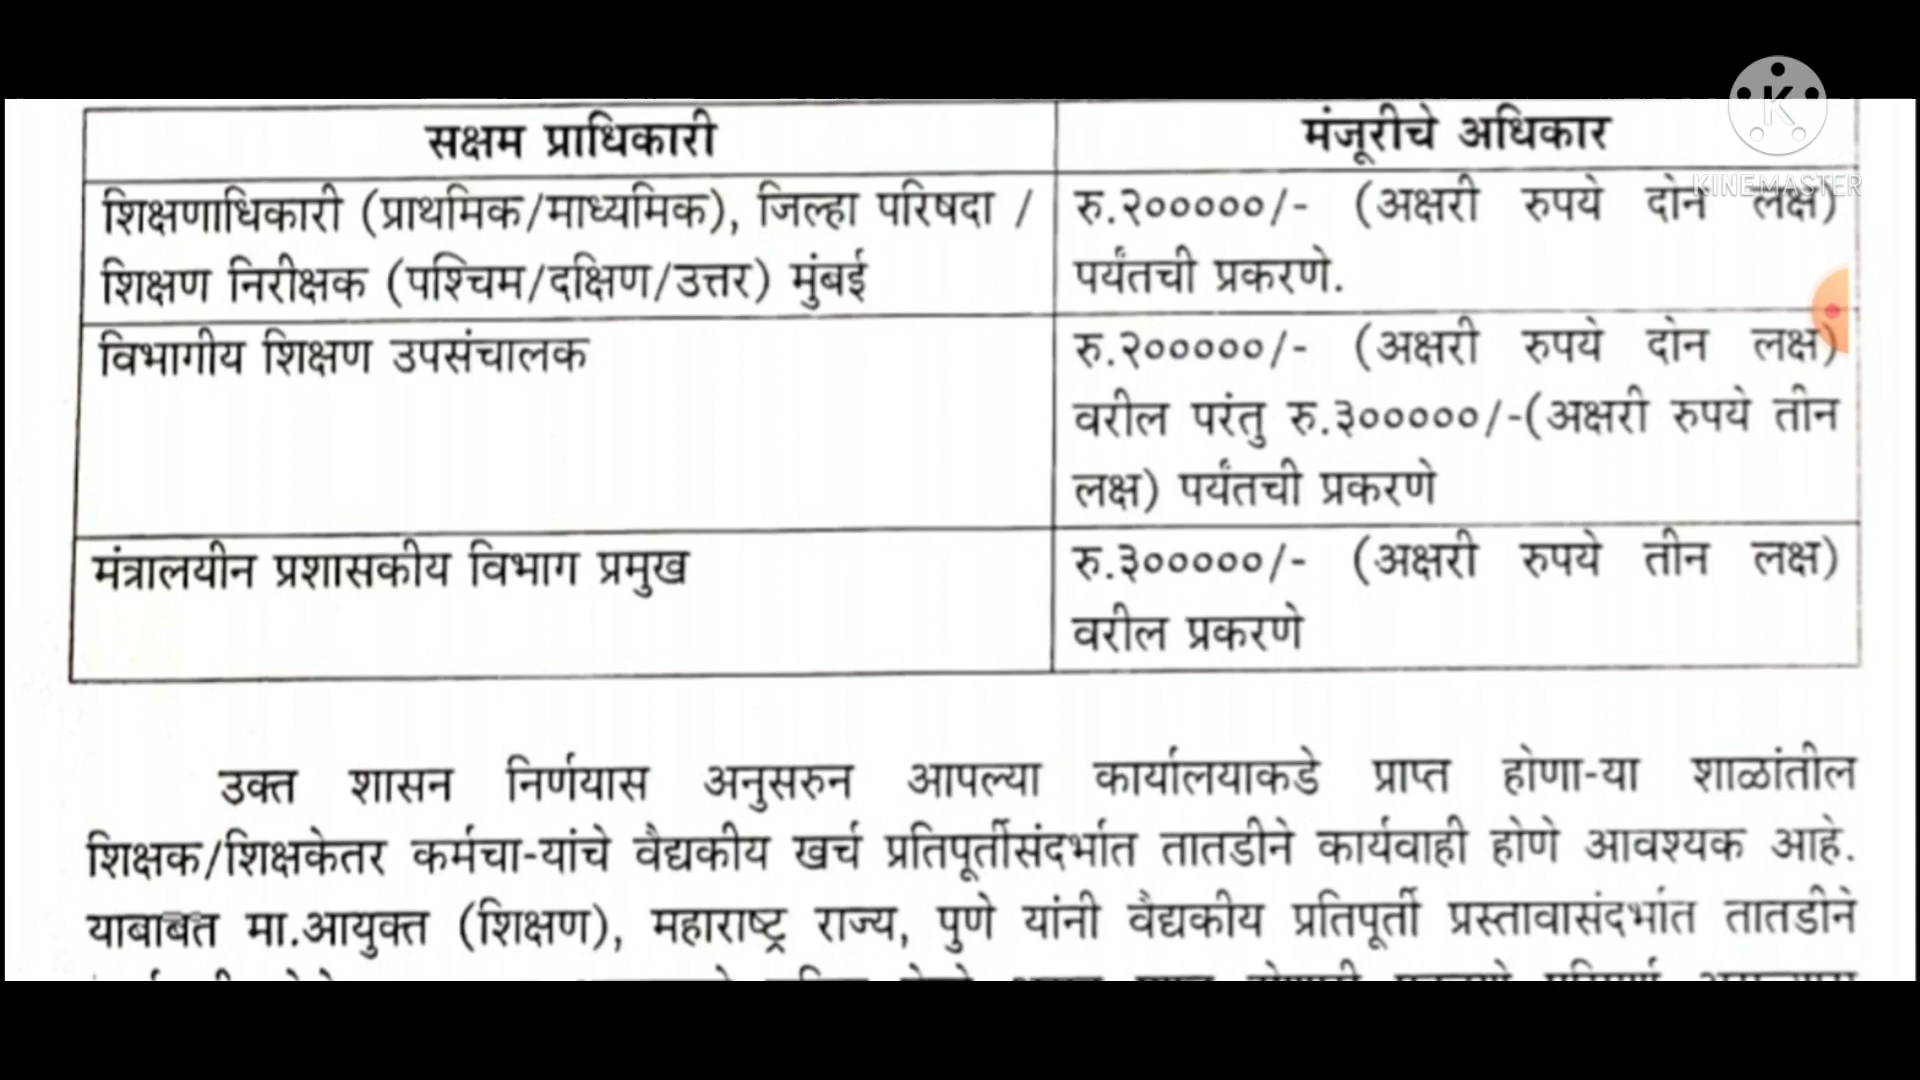 K
KINEMASTER
सक्षम प्राधिकारी
मंजूरीचे अधिकार
शिक्षणाधिकारी (प्राथमिक/माध्यमिक), जिल्हा परिषदा /
शिक्षण निरीक्षक (पश्चिम/दक्षिण/उत्तर) मुंबई
रु.२०००००/- (अक्षरी रुपये दोन लक्ष)
पर्यंतची प्रकरणे.
विभागीय शिक्षण उपसंचालक
रु.२०००००/- (अक्षरी रुपये दोन लक्ष)
वरील परंतु रु.३०००००/-(अक्षरी रुपये तीन
लक्ष) पर्यंतची प्रकरणे
मंत्रालयीन प्रशासकीय विभाग प्रमुख
रु.३०००००/- (अक्षरी रुपये तीन लक्ष)
वरील प्रकरणे
उक्त शासन निर्णयास अनुसरुन आपल्या कार्यालयाकडे प्राप्त होणा-या शाळांतील
शिक्षक/शिक्षकेतर कर्मचा-यांचे वैद्यकीय खर्च प्रतिपूर्तीसंदर्भात तातडीने कार्यवाही होणे आवश्यक आहे.
याबाबत मा.आयुक्त (शिक्षण), महाराष्ट्र राज्य, पुणे यांनी वैद्यकीय प्रतिपूर्ती प्रस्तावासंदर्भात तातडीने